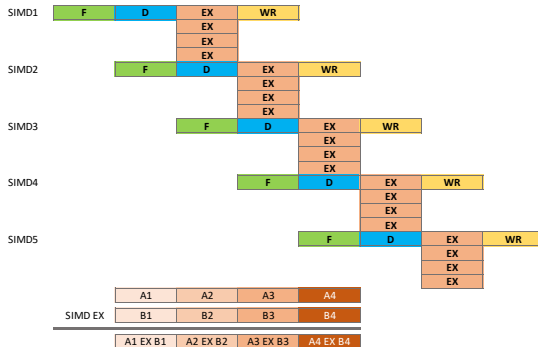 SIMD1 F D EX WR
EX
EX
EX
SIMD2 F D EX WR
EX
EX
EX
SIMD3 F D EX WR
EX
EX
EX
SIMD4 F D EX WR
EX
EX
EX
SIMD5 F D EX WR
EX
EX
EX
A1 A2 A3 A4
SIMD EX B1 B2 B3 B4
A1 EX B1 A2 EX B2 A3 EX B3 A4 EX B4